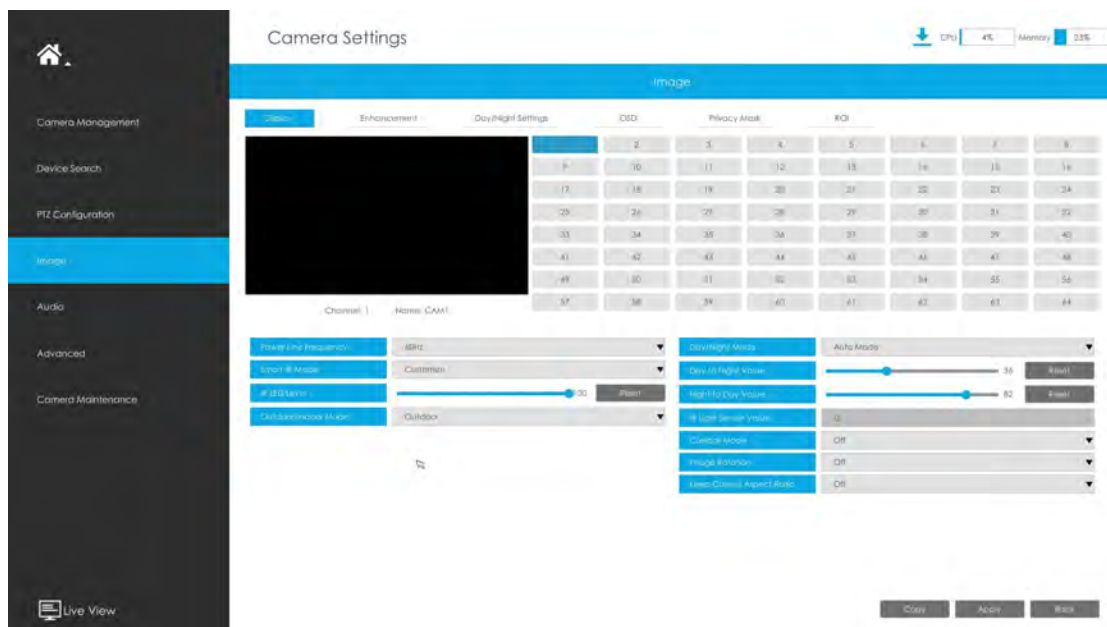 Camera Settings
CPU 4% Memory 23%
Image
Camera Management
Device Search
PTZ Configuration
Image
Audio
Advanced
Camera Maintenance
Live View
Display Enhancement Day/Night Settings OSD Privacy Mask ROI
2 3 4 5 6 7 8
9 10 11 12 13 14 15 16
17 18 19 20 21 22 23 24
25 26 27 28 29 30 31 32
33 34 35 36 37 38 39 40
41 42 43 44 45 46 47 48
49 50 51 52 53 54 55 56
57 58 59 60 61 62 63 64
Channel: 1 Name: CAM1
Power Line Frequency 60Hz
Smart IR Mode Customize
Reset
Outdoor/Indoor Mode Outdoor
Day/Night Mode Auto Mode
Day to Night Value 36 Reset
Night to Day Value 82 Reset
IR Light Sensor Value
Corridor Mode Off
Image Rotation Off
Keep Camera Aspect Ratio Off
Copy Apply Back